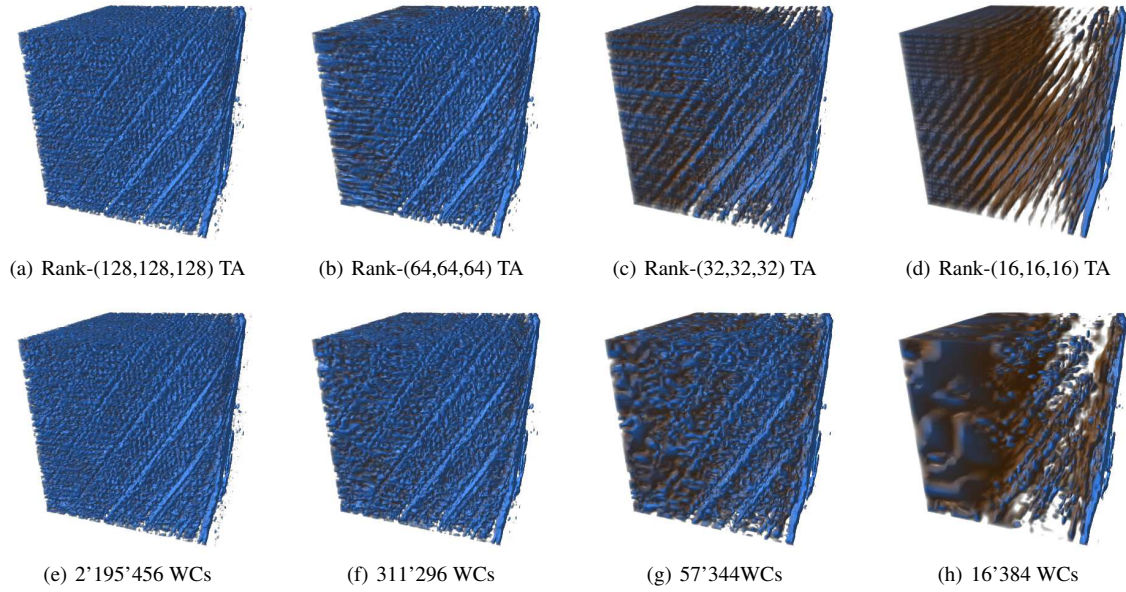 (a) Rank-(128,128,128) TA
(b) Rank-(64,64,64) TA
(c) Rank-(32,32,32) TA
(d) Rank-(16,16,16) TA
(e) 2’195’456 WCs
(f) 311’296 WCs
(g) 57’344WCs
(h) 16’384 WCs